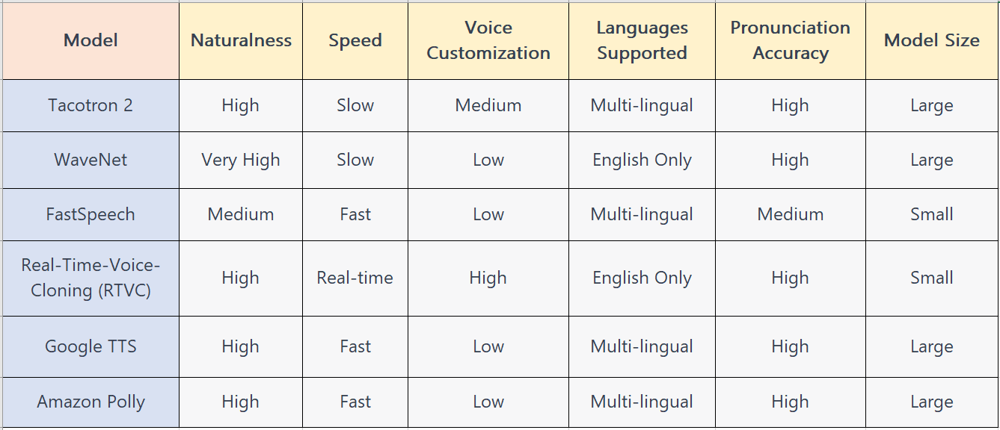 Model Naturalness Speed Voice Customization Languages Supported Pronunciation Accuracy Model Size
Tacotron 2 High Slow Medium Multi-lingual High Large
WaveNet Very High Slow Low English Only High Large
FastSpeech Medium Fast Low Multi-lingual Medium Small
Real-Time-Voice-Cloning (RTVC) High Real-time High English Only High Small
Google TTS High Fast Low Multi-lingual High Large
Amazon Polly High Fast Low Multi-lingual High Large